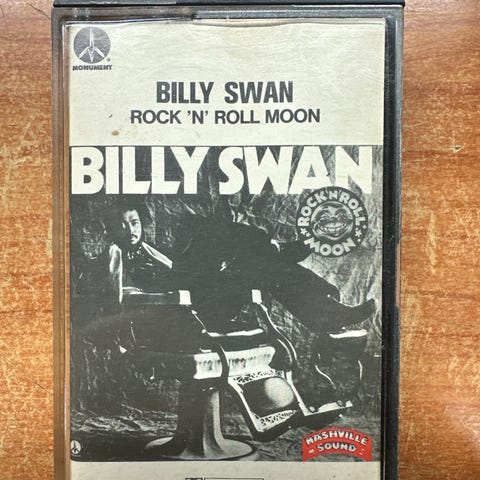 MONUMENT ®
BILLY SWAN
ROCK 'N' ROLL MOON
BILLY SWAN
ROCK'N'ROLL
MOON
NASHVILLE
SOUND